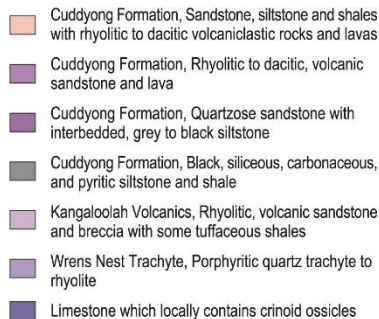 Cuddyong Formation, Sandstone, siltstone and shales
with rhyolitic to dacitic volcaniclastic rocks and lavas
Cuddyong Formation, Rhyolitic to dacitic, volcanic
sandstone and lava
Cuddyong Formation, Quartzose sandstone with
interbedded, grey to black siltstone
Cuddyong Formation, Black, siliceous, carbonaceous,
and pyritic siltstone and shale
Kangaloolah Volcanics, Rhyolitic, volcanic sandstone
and breccia with some tuffaceous shales
Wrens Nest Trachyte, Porphyritic quartz trachyte to
rhyolite
Limestone which locally contains crinoid ossicles